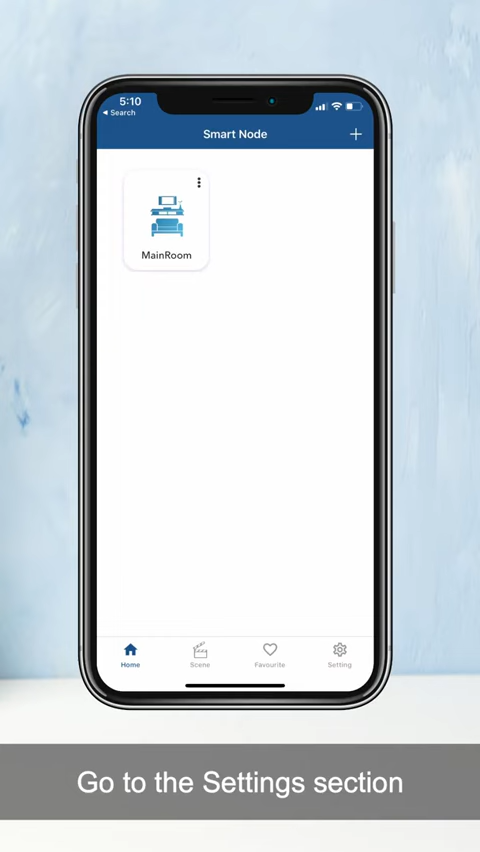 5:10
◀ Search
Smart Node
MainRoom
Home
Scene
Favourite
Setting
Go to the Settings section